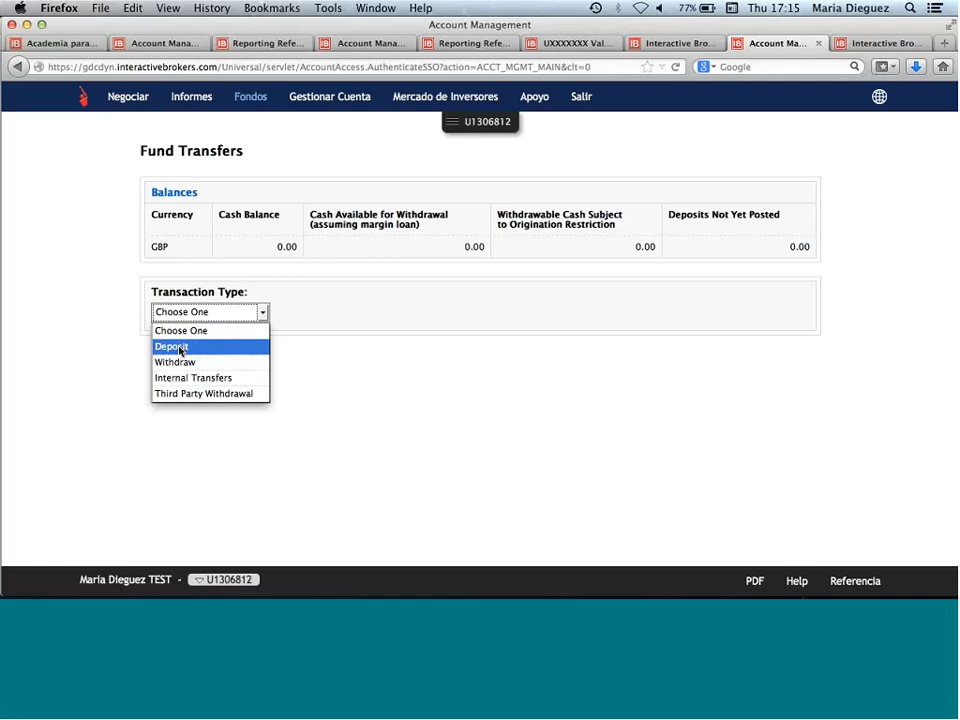 Firefox File Edit View History Bookmarks Tools Window Help 77% Thu 17:15 Maria Dieguez
Account Management
Academia para... Account Mana... Reporting Refe... Account Mana... Reporting Refe... UXXXXXXX Val... Interactive Bro... Account Ma... Interactive Bro...
https://gdcdyn.interactivebrokers.com/Universal/servlet/AccountAccess.AuthenticateSSO?action=ACCT_MGMT_MAIN&clt=0 Google
Negociar Informes Fondos Gestionar Cuenta Mercado de Inversores Apoyo Salir
U1306812
Fund Transfers
Balances
Currency Cash Balance Cash Available for Withdrawal Withdrawable Cash Subject Deposits Not Yet Posted
(assuming margin loan) to Origination Restriction
GBP 0.00 0.00 0.00 0.00
Transaction Type:
Choose One
Choose One
Deposit
Withdraw
Internal Transfers
Third Party Withdrawal
Maria Dieguez TEST - U1306812 PDF Help Referencia